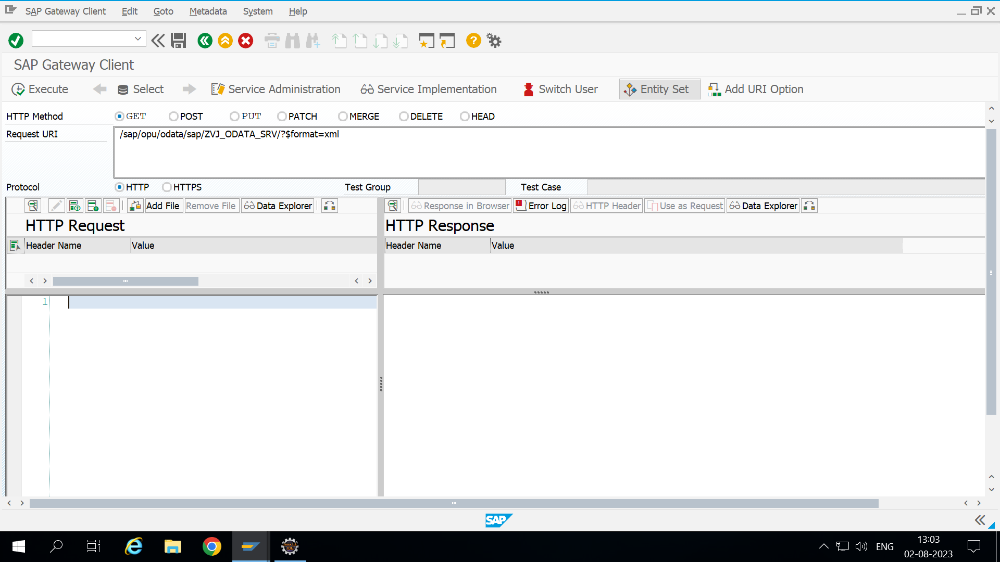 SAP Gateway Client Edit Goto Metadata System Help
SAP Gateway Client
Execute Select Service Administration Service Implementation Switch User Entity Set Add URI Option
HTTP Method GET POST PUT PATCH MERGE DELETE HEAD
Request URI /sap/opu/odata/sap/ZVJ_ODATA_SRV/?$format=xml
Protocol HTTP HTTPS Test Group Test Case
Add File Remove File Data Explorer Response in Browser Error Log HTTP Header Use as Request Data Explorer
HTTP Request HTTP Response
Header Name Value Header Name Value
1
SAP
Java EE
IDE
ENG
13:03
02-08-2023